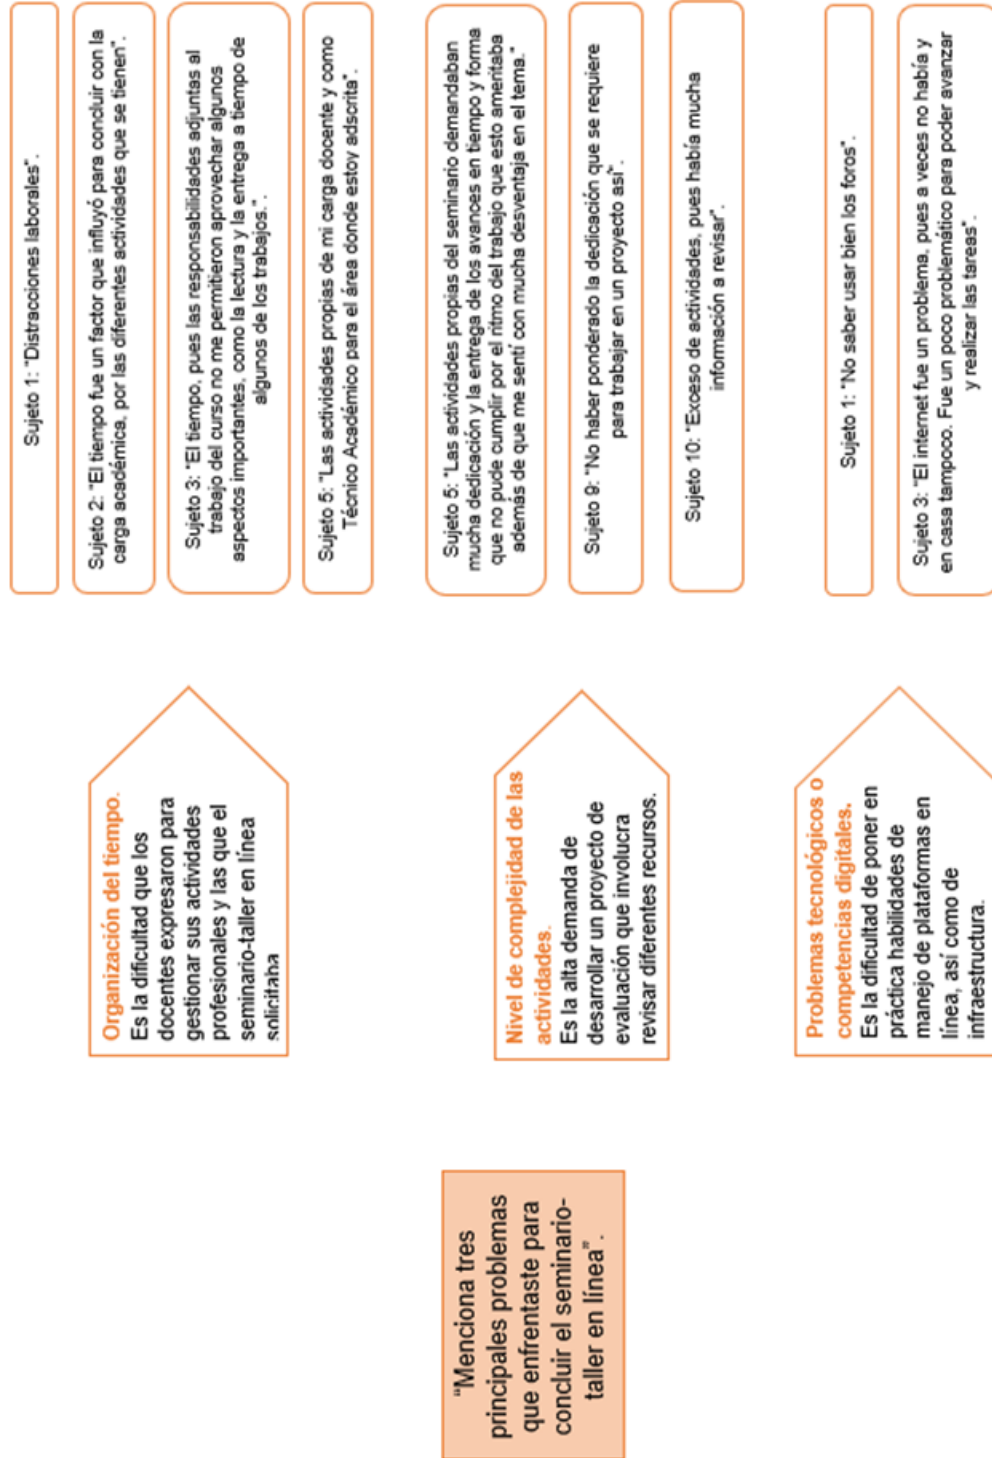 “Menciona tres
principales problemas
que enfrentaste para
concluir el seminario-
taller en línea”.
Organización del tiempo.
Es la dificultad que los
docentes expresaron para
gestionar sus actividades
profesionales y las que el
seminario-taller en línea
solicitaba
Sujeto 1: "Distracciones laborales".
Sujeto 2: "El tiempo fue un factor que influyó para concluir con la
carga académica, por las diferentes actividades que se tienen".
Sujeto 3: "El tiempo, pues las responsabilidades adjuntas al
trabajo del curso no me permitieron aprovechar algunos
aspectos importantes, como la lectura y la entrega a tiempo de
algunos de los trabajos.".
Sujeto 5: "Las actividades propias de mi carga docente y como
Técnico Académico para el área donde estoy adscrita".
Nivel de complejidad de las
actividades.
Es la alta demanda de
desarrollar un proyecto de
evaluación que involucra
revisar diferentes recursos.
Sujeto 5: "Las actividades propias del seminario demandaban
mucha dedicación y la entrega de los avances en tiempo y forma
que no pude cumplir por el ritmo del trabajo que esto ameritaba
además de que me sentí con mucha desventaja en el tema."
Sujeto 9: "No haber ponderado la dedicación que se requiere
para trabajar en un proyecto así".
Sujeto 10: "Exceso de actividades, pues había mucha
información a revisar".
Problemas tecnológicos o
competencias digitales.
Es la dificultad de poner en
práctica habilidades de
manejo de plataformas en
línea, así como de
infraestructura.
Sujeto 1: "No saber usar bien los foros".
Sujeto 3: "El internet fue un problema, pues a veces no había y
en casa tampoco. Fue un poco problemático para poder avanzar
y realizar las tareas".